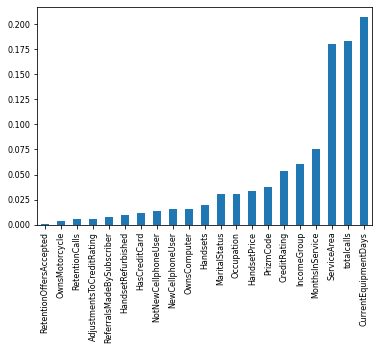 0.200
0.175
0.150
0.125
0.100
0.075
0.050
0.025
0.000
RetentionOffersAccepted
OwnsMotorcycle
RetentionCalls
AdjustmentsToCreditRating
ReferralsMadeBySubscriber
HandsetRefurbished
HasCreditCard
NotNewCellphoneUser
NewCellphoneUser
OwnsComputer
Handsets
MaritalStatus
Occupation
HandsetPrice
PrizmCode
CreditRating
IncomeGroup
MonthsInService
ServiceArea
totalcalls
CurrentEquipmentDays